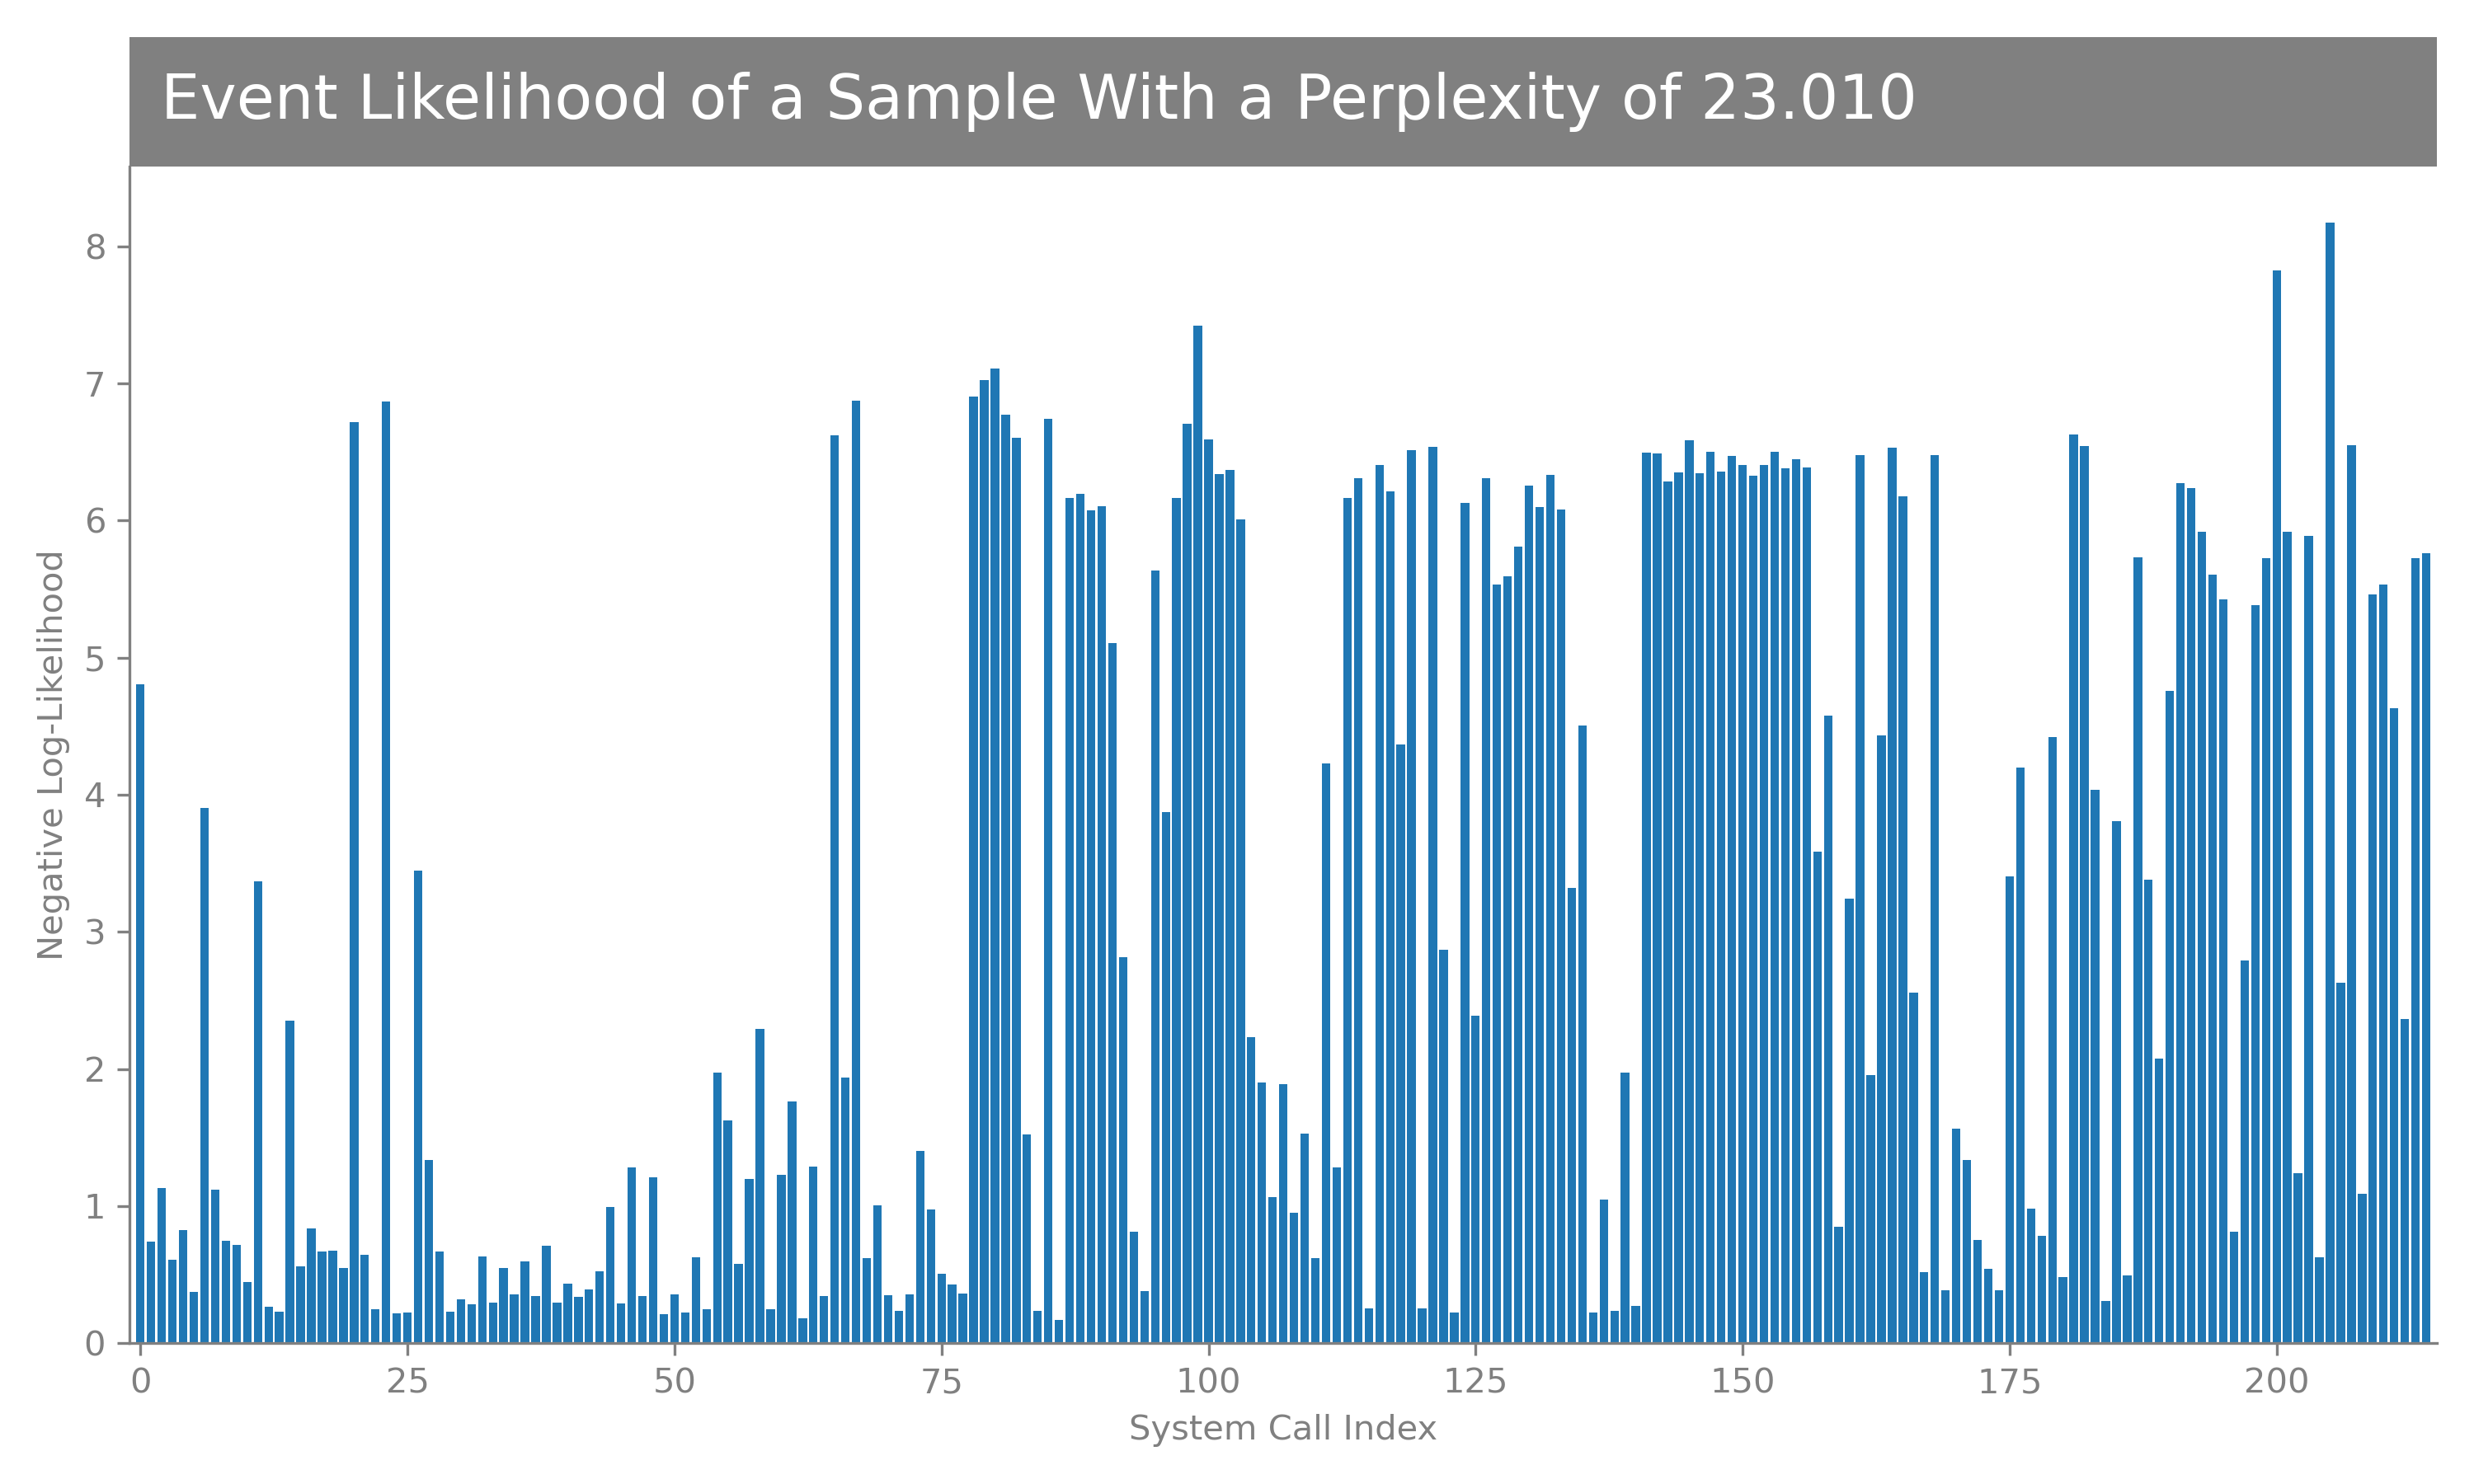 Event Likelihood of a Sample With a Perplexity of 23.010
8
7
6
5
4
3
2
1
0
Negative Log-Likelihood
0 25 50 75 100 125 150 175 200
System Call Index